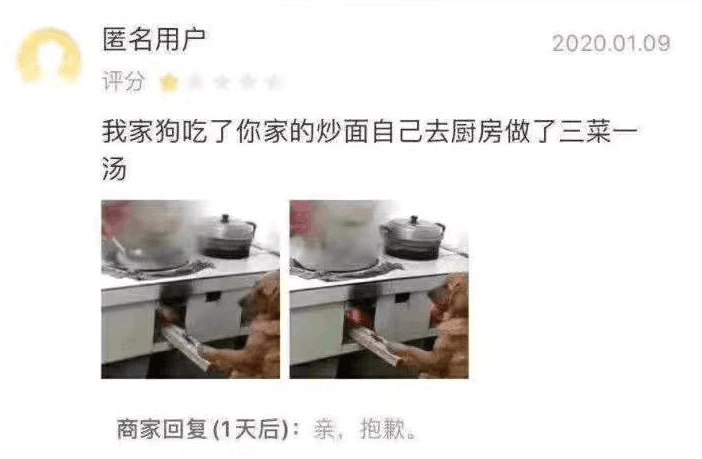 匿名用户
2020.01.09
评分
我家狗吃了你家的炒面自己去厨房做了三菜一
汤
商家回复(1天后)：亲，抱歉。